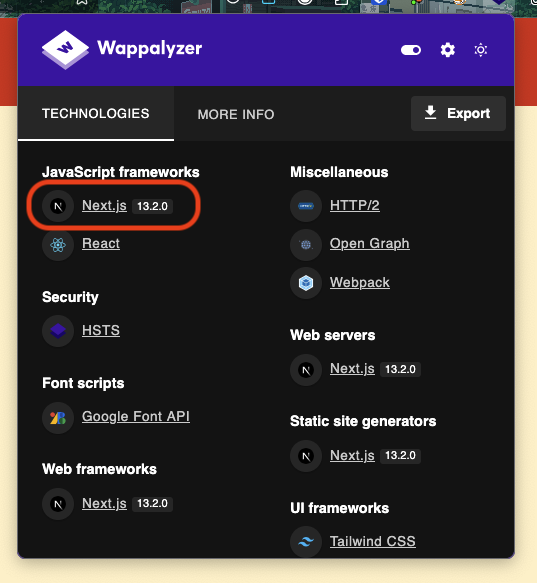 Wappalyzer
TECHNOLOGIES
MORE INFO
Export
JavaScript frameworks
Next.js 13.2.0
React
Security
HSTS
Font scripts
Google Font API
Web frameworks
Next.js 13.2.0
Miscellaneous
HTTP/2
Open Graph
Webpack
Web servers
Next.js 13.2.0
Static site generators
Next.js 13.2.0
UI frameworks
Tailwind CSS